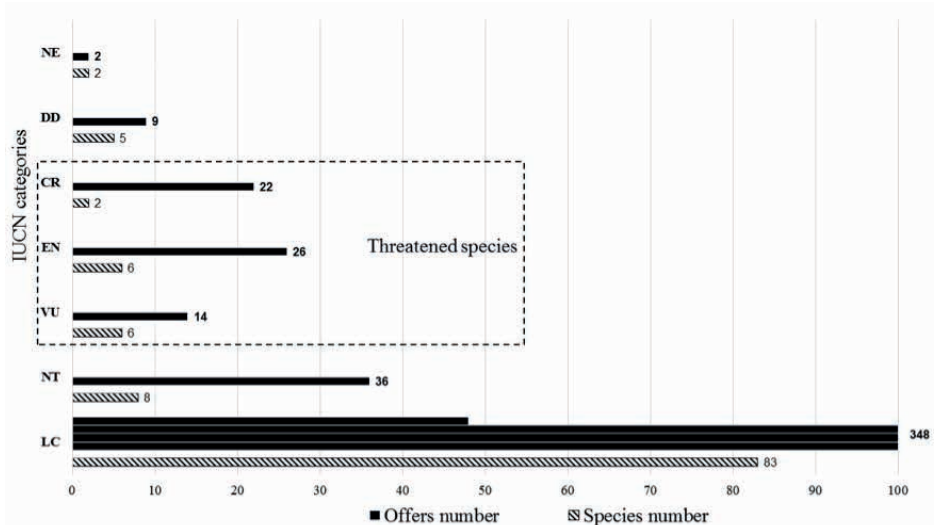 IUCN categories
NE
2
2
DD
9
5
CR
22
2
EN
26
6
Threatened species
VU
14
6
NT
36
8
LC
348
83
0 10 20 30 40 50 60 70 80 90 100
Offers number Species number